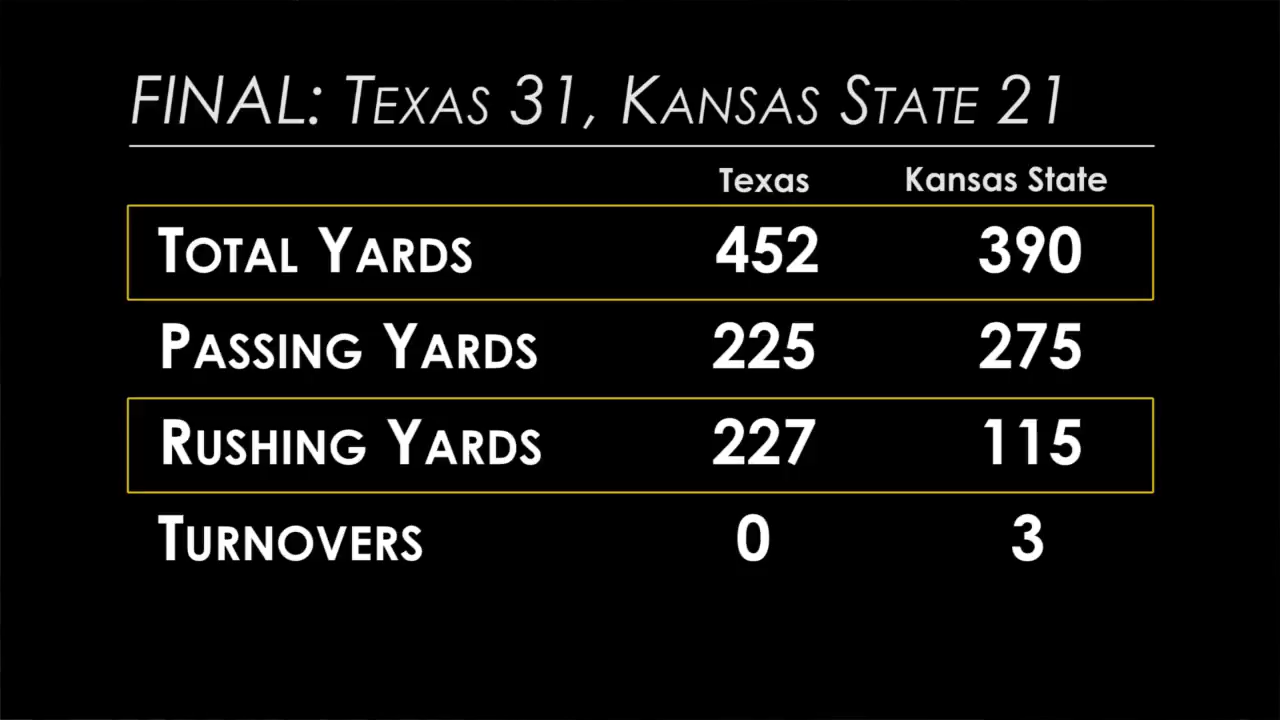 FINAL: TEXAS 31, KANSAS STATE 21
Texas Kansas State
TOTAL YARDS 452 390
PASSING YARDS 225 275
RUSHING YARDS 227 115
TURNOVERS 0 3